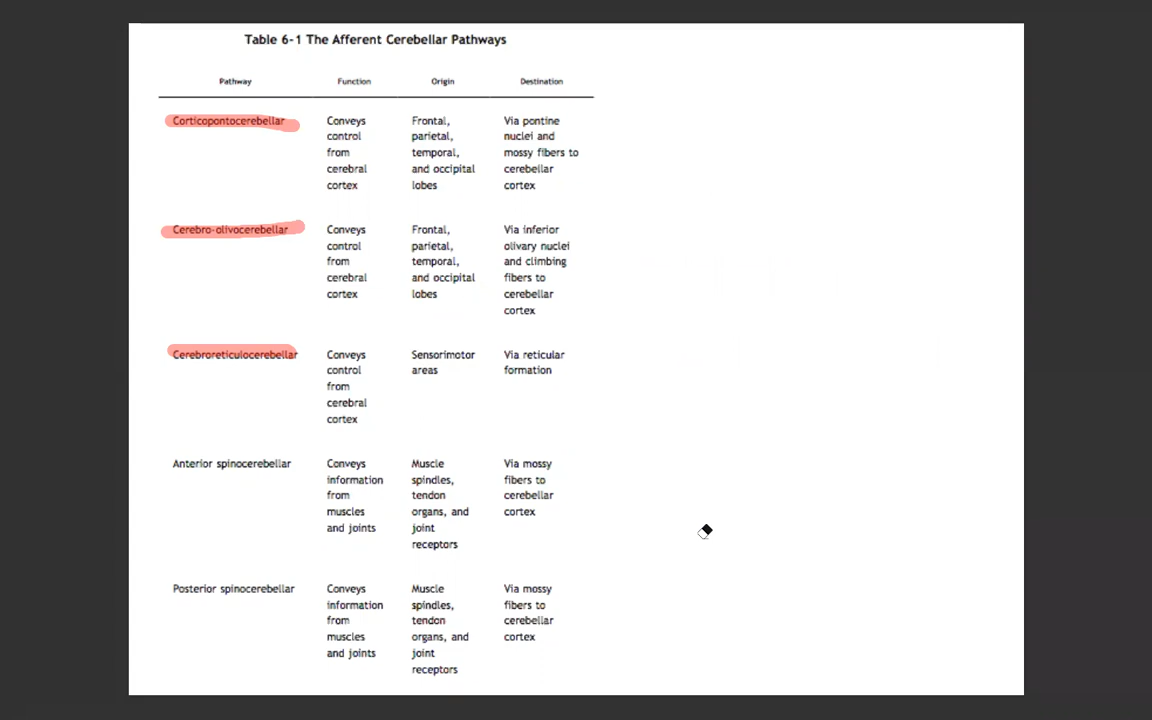 Table 6-1 The Afferent Cerebellar Pathways
Pathway Function Origin Destination
Corticopontocerebellar Conveys Frontal, Via pontine
control parietal, nuclei and
from temporal, mossy fibers to
cerebral and occipital cerebellar
cortex lobes cortex
Cerebro-olivocerebellar Conveys Frontal, Via inferior
control parietal, olivary nuclei
from temporal, and climbing
cerebral and occipital fibers to
cortex lobes cerebellar
cortex
Cerebroreticulocerebellar Conveys Sensorimotor Via reticular
control areas formation
from
cerebral
cortex
Anterior spinocerebellar Conveys Muscle Via mossy
information spindles, fibers to
from tendon cerebellar
muscles organs, and cortex
and joints joint
receptors
Posterior spinocerebellar Conveys Muscle Via mossy
information spindles, fibers to
from tendon cerebellar
muscles organs, and cortex
and joints joint
receptors